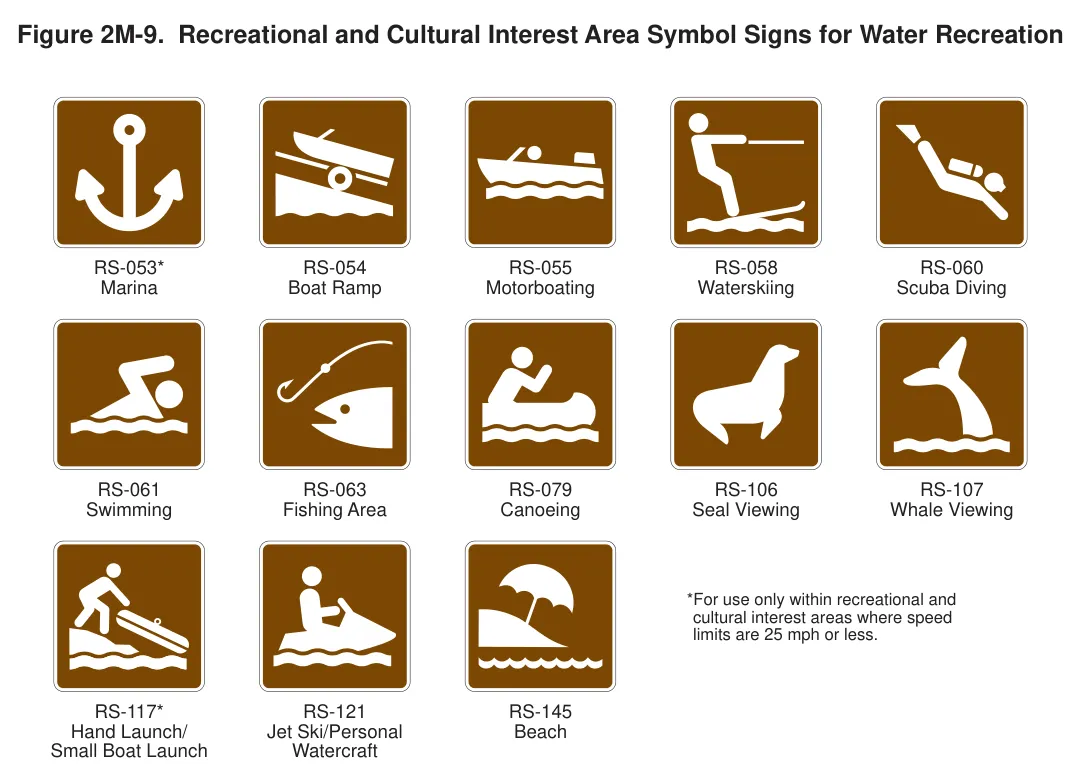 Figure 2M-9. Recreational and Cultural Interest Area Symbol Signs for Water Recreation
RS-053*
Marina
RS-054
Boat Ramp
RS-055
Motorboating
RS-058
Waterskiing
RS-060
Scuba Diving
RS-061
Swimming
RS-063
Fishing Area
RS-079
Canoeing
RS-106
Seal Viewing
RS-107
Whale Viewing
RS-117*
Hand Launch/
Small Boat Launch
RS-121
Jet Ski/Personal
Watercraft
RS-145
Beach
*For use only within recreational and
cultural interest areas where speed
limits are 25 mph or less.